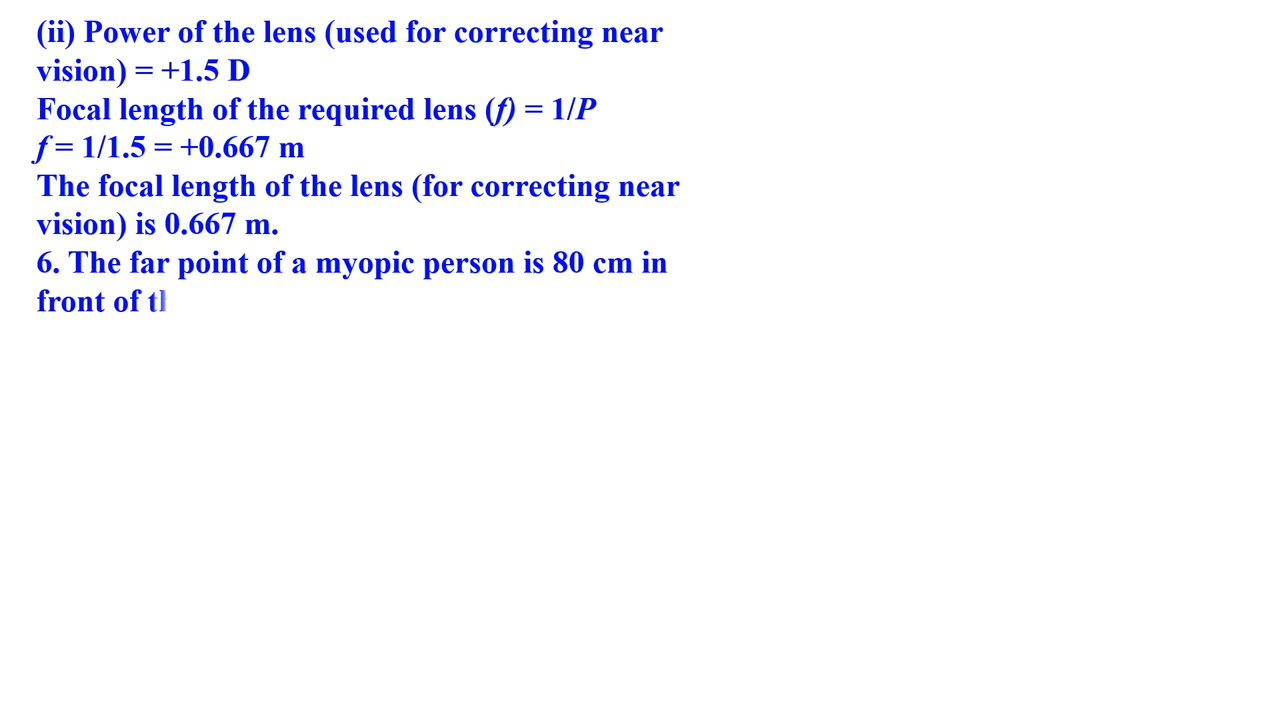 (ii) Power of the lens (used for correcting near
vision) = +1.5 D
Focal length of the required lens (f) = 1/P
f = 1/1.5 = +0.667 m
The focal length of the lens (for correcting near
vision) is 0.667 m.
6. The far point of a myopic person is 80 cm in
front of